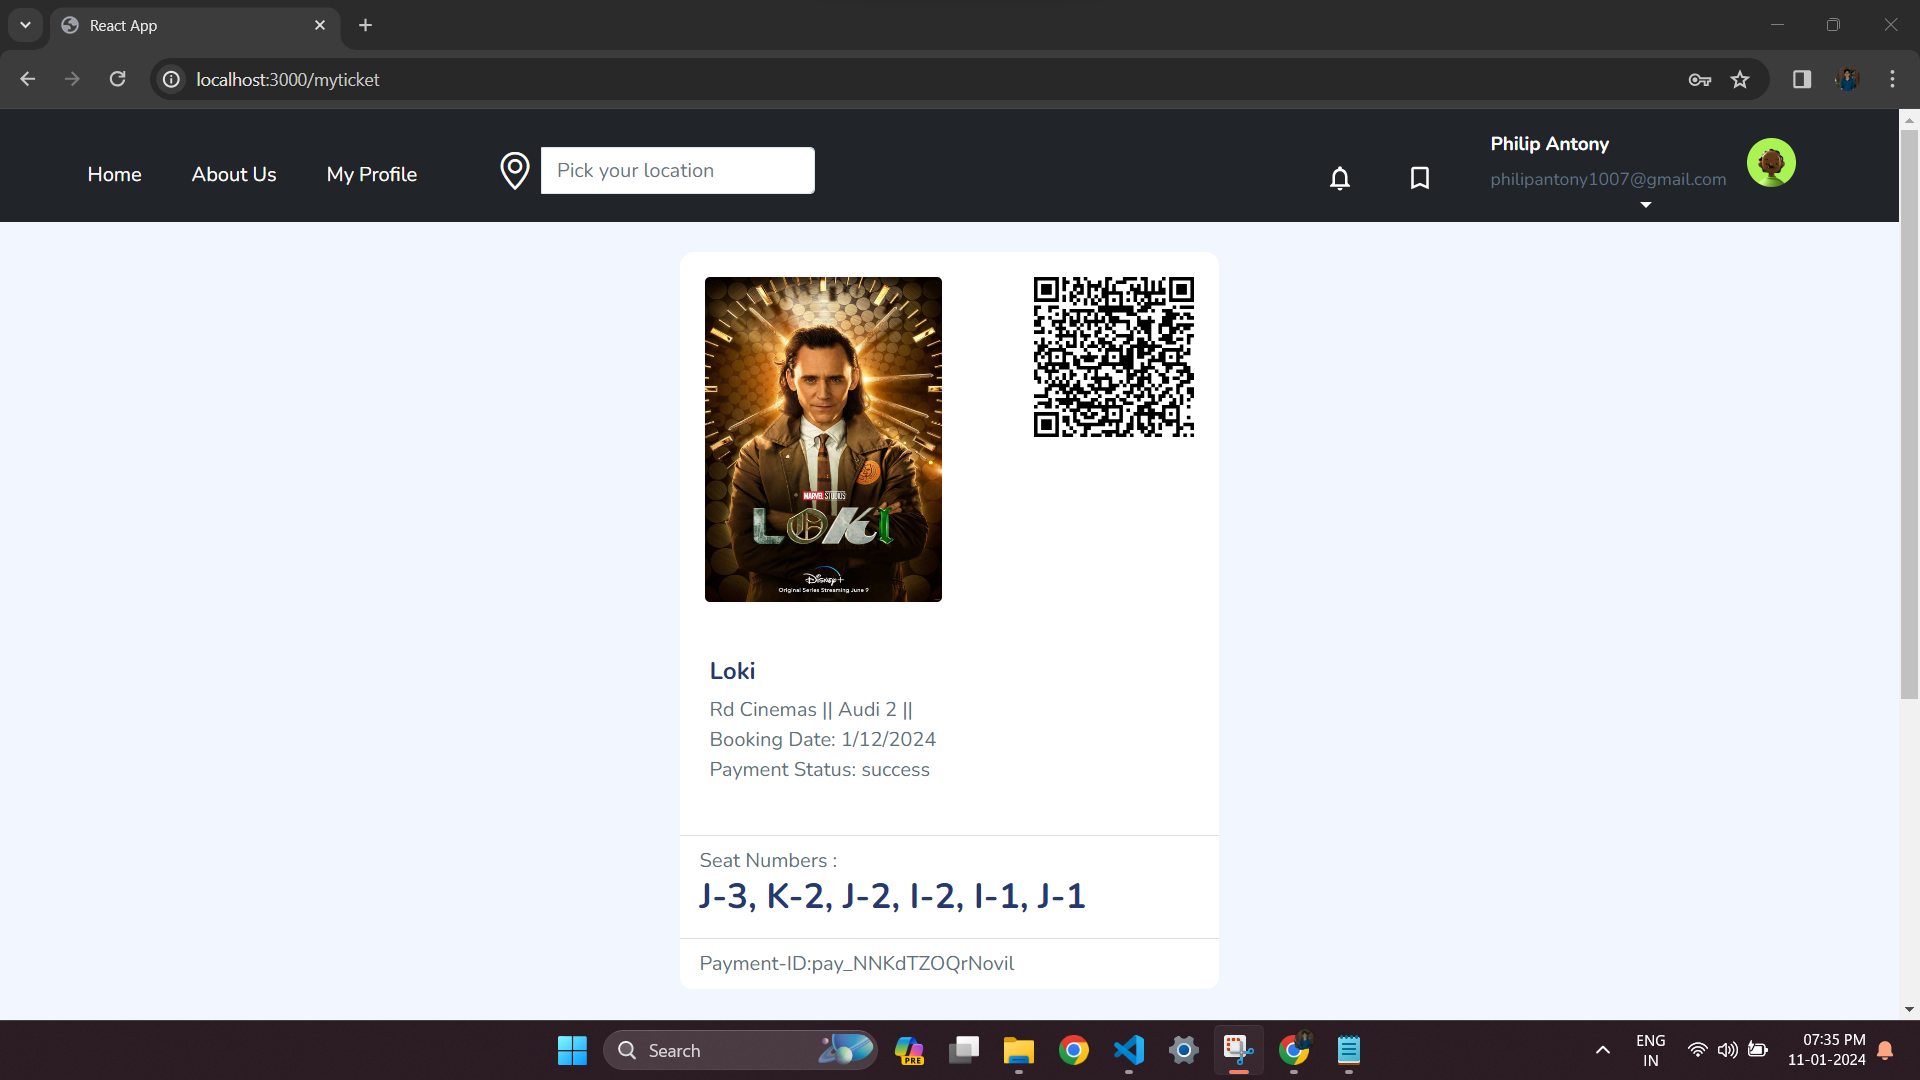 React App
localhost:3000/myticket
Home
About Us
My Profile
Pick your location
Philip Antony
philipantony1007@gmail.com
MARVEL STUDIOS
LOKI
Disney+
Original Series Streaming June 9
Loki
Rd Cinemas || Audi 2 ||
Booking Date: 1/12/2024
Payment Status: success
Seat Numbers :
J-3, K-2, J-2, I-2, I-1, J-1
Payment-ID:pay_NNKdTZOQrNovil
Search
PRE
ENG
IN
07:35 PM
11-01-2024